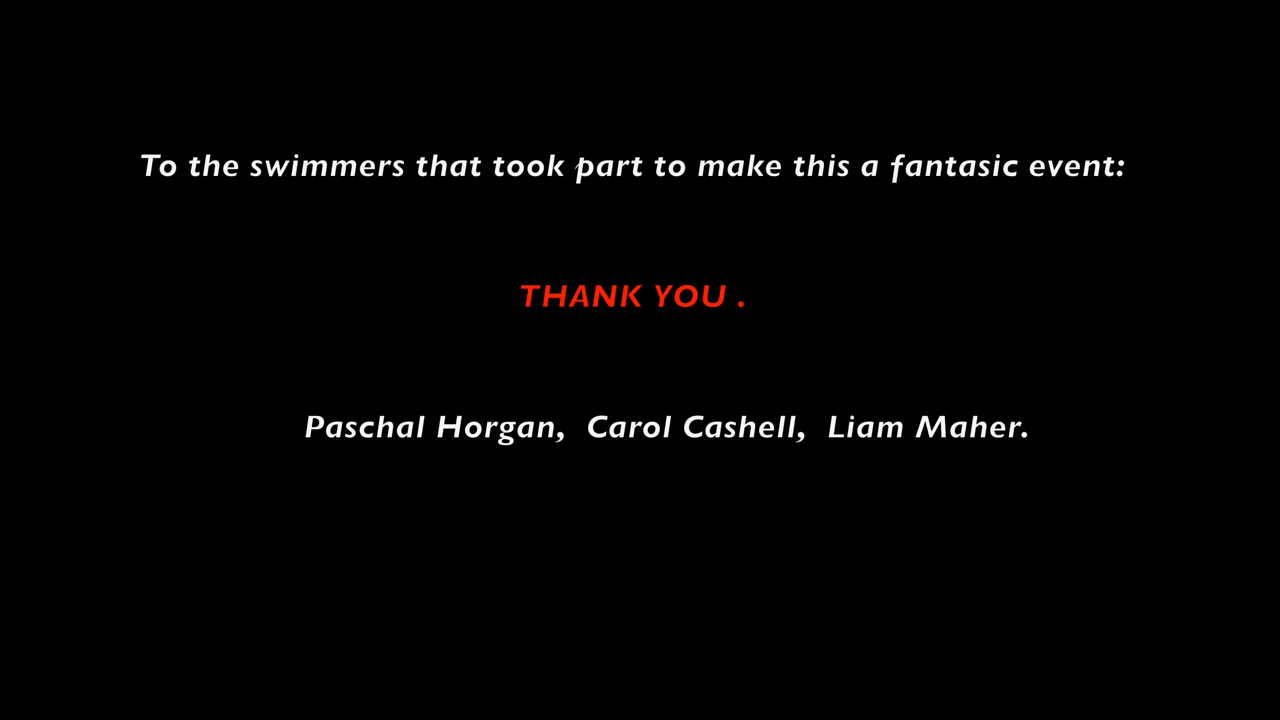 To the swimmers that took part to make this a fantasic event:
THANK YOU .
Paschal Horgan, Carol Cashell, Liam Maher.